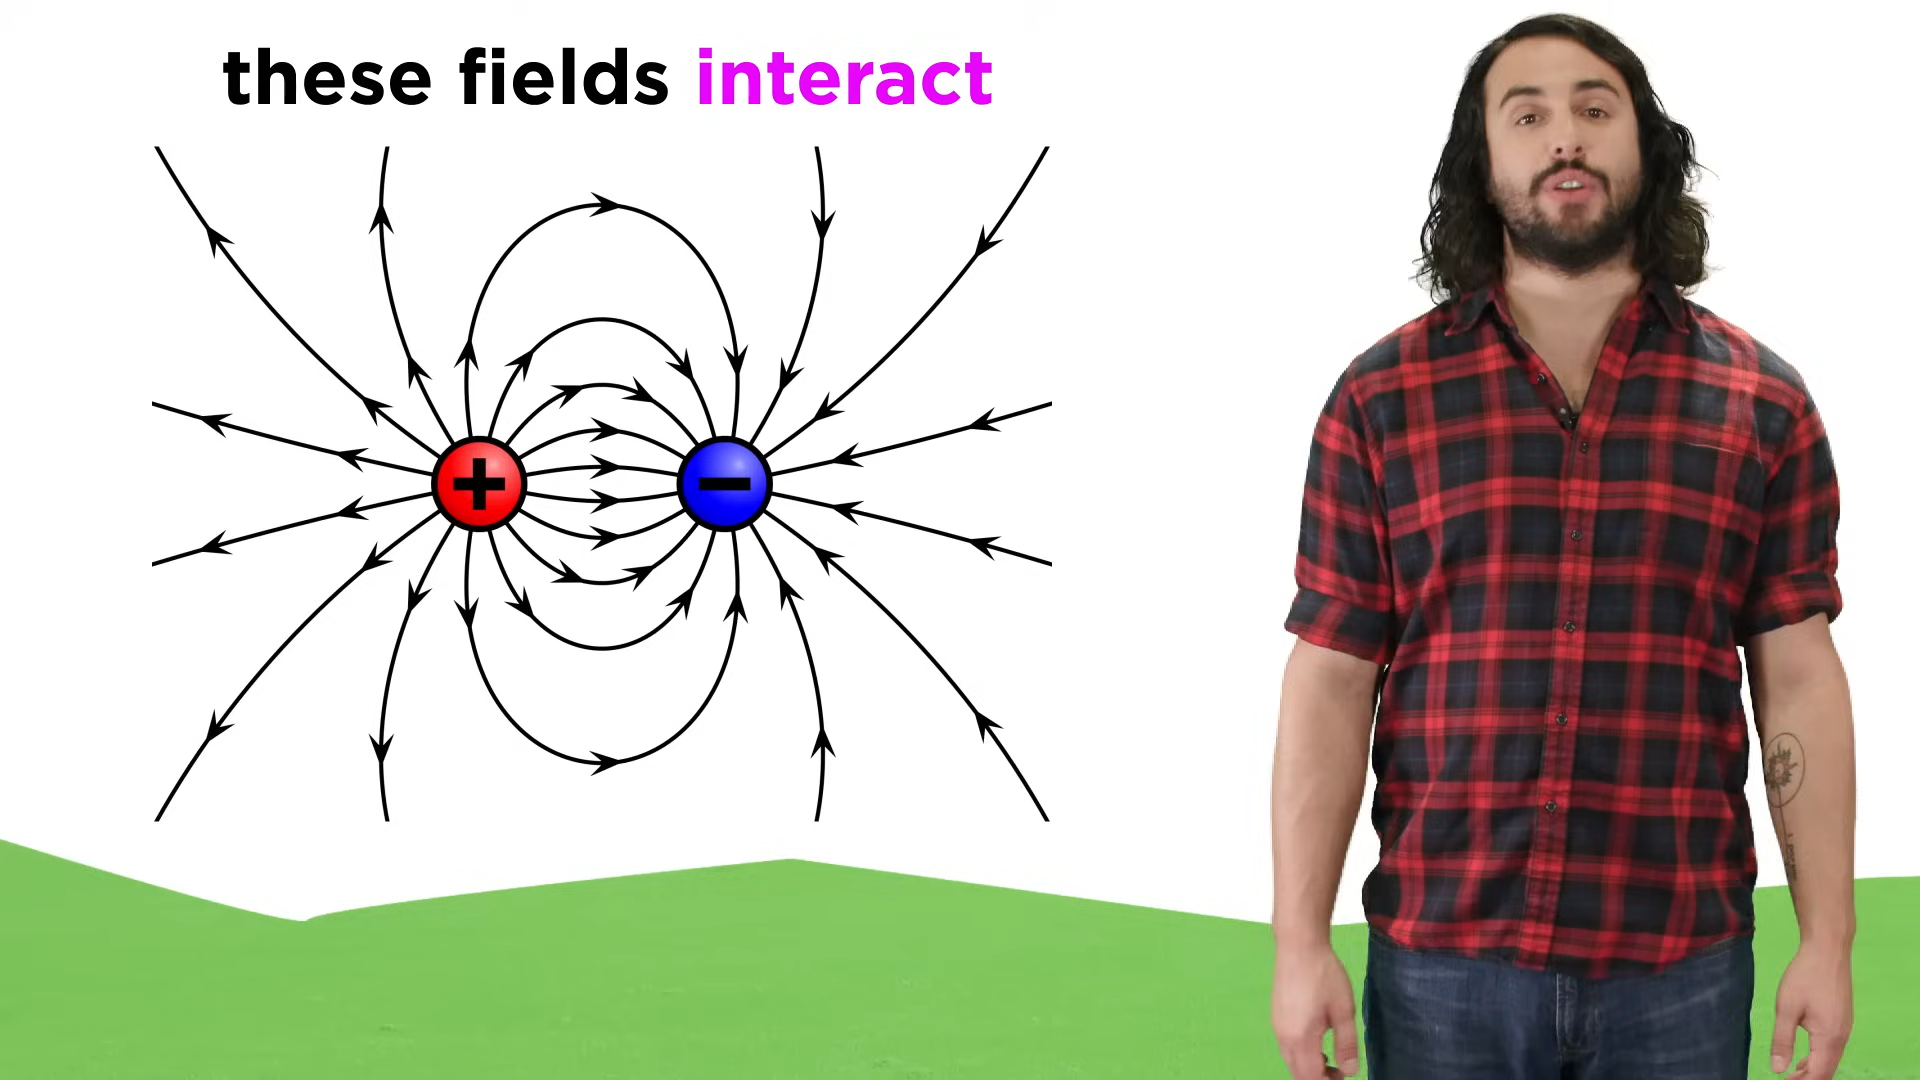 these fields interact
+ −